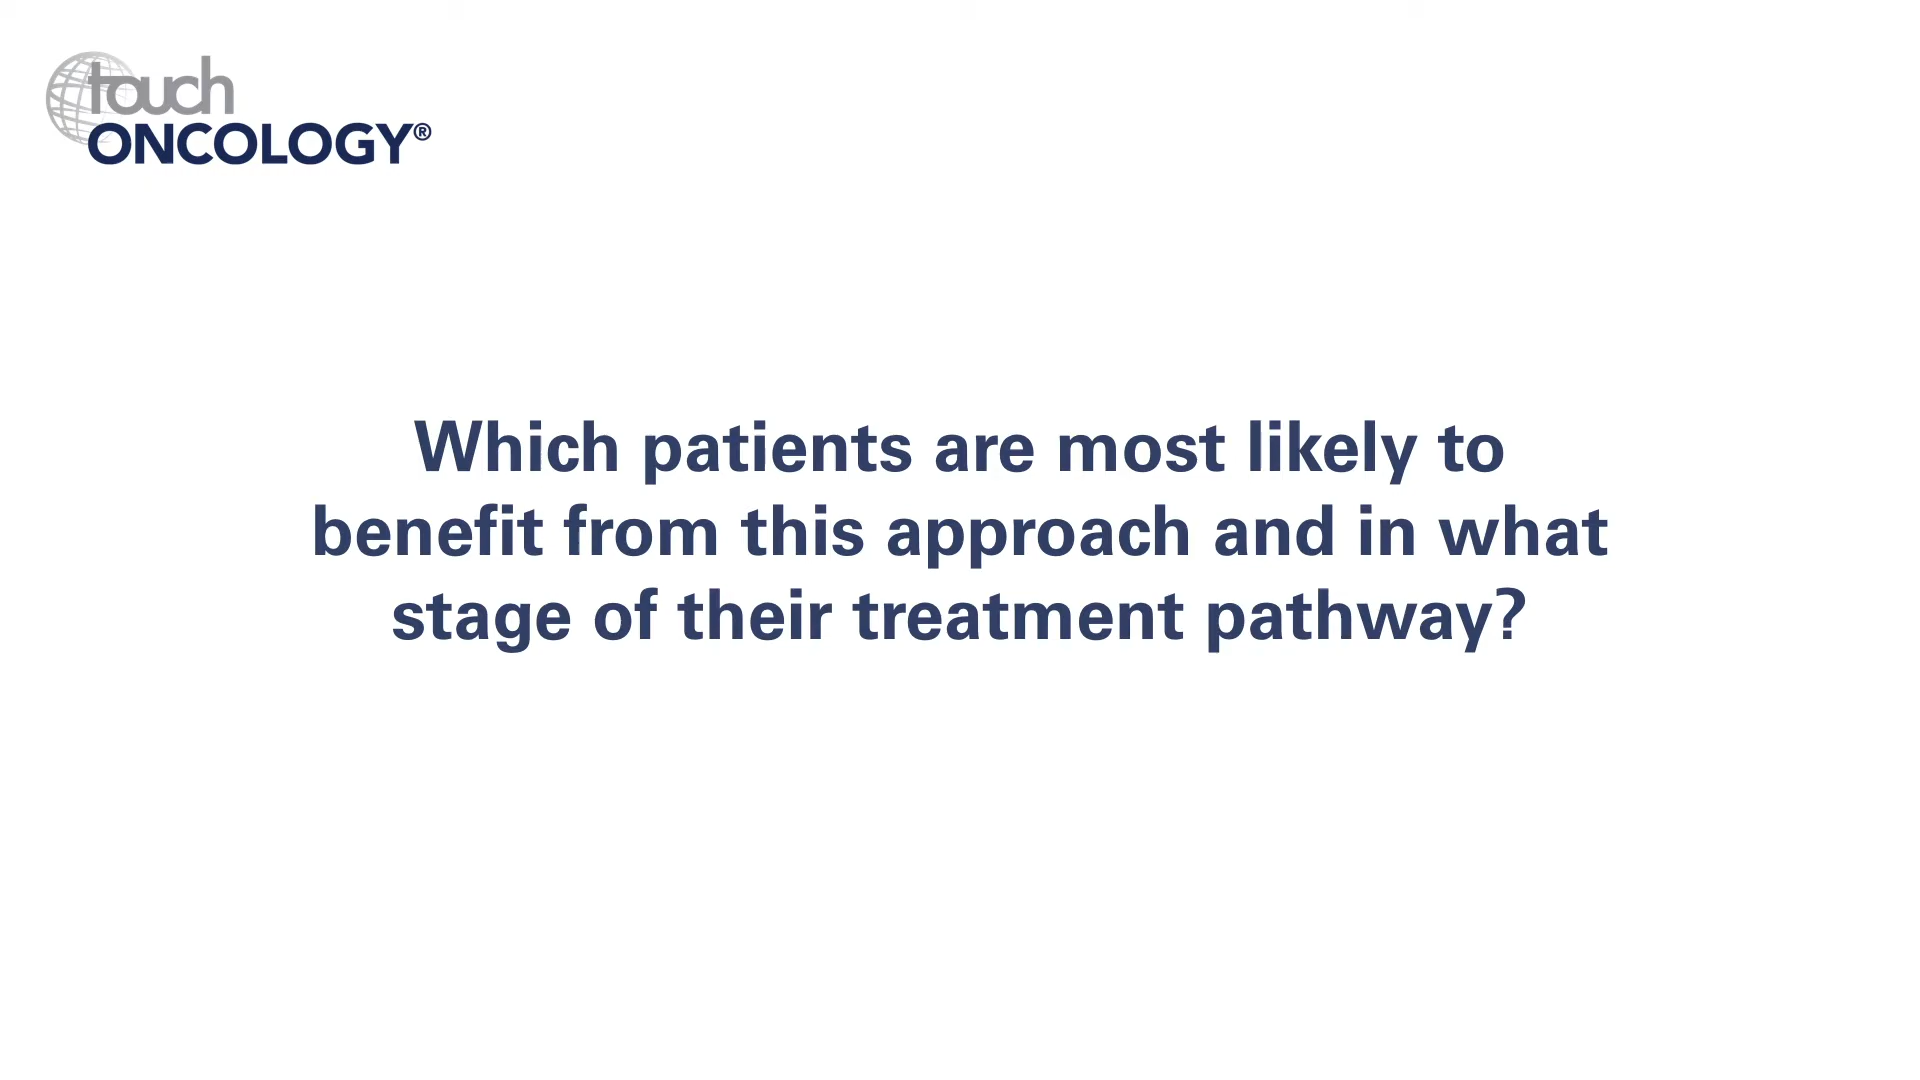 touch
ONCOLOGY®
Which patients are most likely to
benefit from this approach and in what
stage of their treatment pathway?